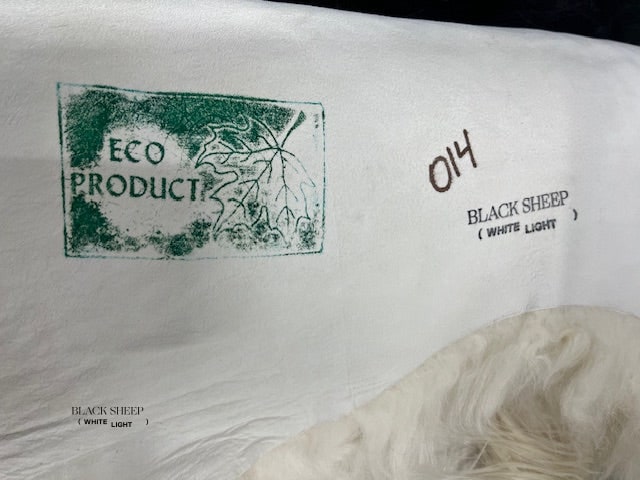 ECO
PRODUCT
014
BLACK SHEEP
( WHITE LIGHT )
BLACK SHEEP
( WHITE LIGHT )